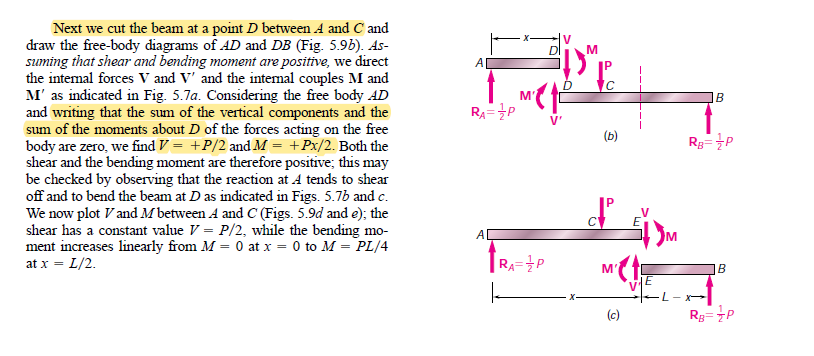 Next we cut the beam at a point D between A and C and
draw the free-body diagrams of AD and DB (Fig. 5.9b). As-
suming that shear and bending moment are positive, we direct
the internal forces V and V′ and the internal couples M and
M′ as indicated in Fig. 5.7a. Considering the free body AD
and writing that the sum of the vertical components and the
sum of the moments about D of the forces acting on the free
body are zero, we find V = +P/2 and M = +Px/2. Both the
shear and the bending moment are therefore positive; this may
be checked by observing that the reaction at A tends to shear
off and to bend the beam at D as indicated in Figs. 5.7b and c.
We now plot V and M between A and C (Figs. 5.9d and e); the
shear has a constant value V = P/2, while the bending mo-
ment increases linearly from M = 0 at x = 0 to M = PL/4
at x = L/2.
x
V
D
M
A
P
D
C
M′
B
RA= 1/2 P
V′
(b)
RB= 1/2 P
P
C
E
V
A
M
RA= 1/2 P
M′
B
V′
E
x
L − x
(c)
RB= 1/2 P